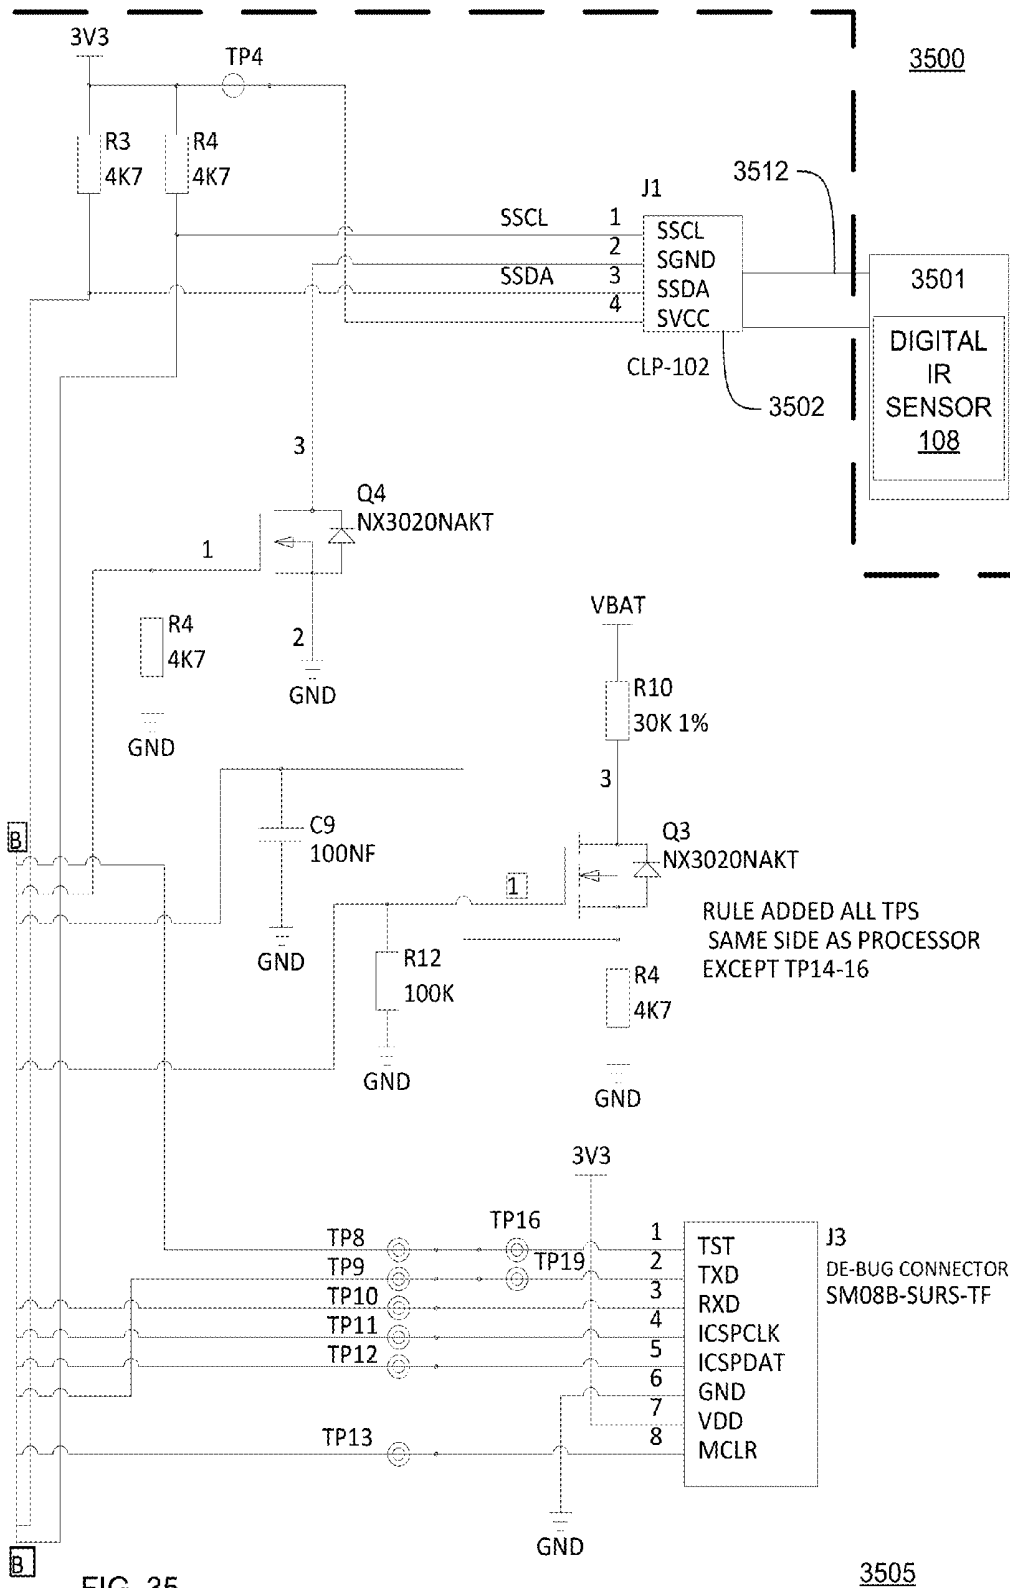 3V3
TP4
3500
R3
4K7
R4
4K7
3512
J1
SSCL
1
SSCL
2
SGND
SSDA
3
SSDA
4
SVCC
3501
DIGITAL
IR
SENSOR
108
CLP-102
3502
3
Q4
NX3020NAKT
1
R4
4K7
2
GND
GND
VBAT
R10
30K 1%
3
C9
100NF
B
Q3
NX3020NAKT
1
GND
RULE ADDED ALL TPS
SAME SIDE AS PROCESSOR
EXCEPT TP14-16
R12
100K
R4
4K7
GND
GND
3V3
TP8
TP16
1
TST
J3
TP9
TP19
2
TXD
DE-BUG CONNECTOR
SM08B-SURS-TF
TP10
3
RXD
TP11
4
ICSPCLK
TP12
5
ICSPDAT
6
GND
7
VDD
TP13
8
MCLR
GND
B
FIG. 35
3505